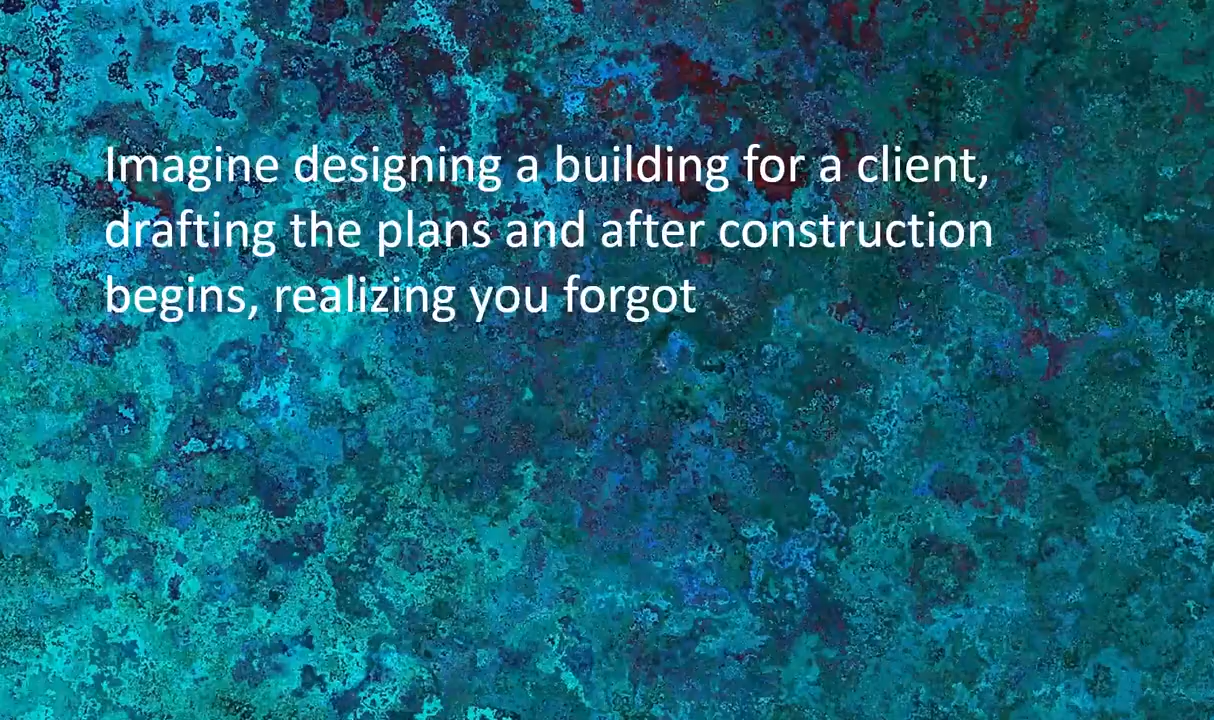 Imagine designing a building for a client,
drafting the plans and after construction
begins, realizing you forgot